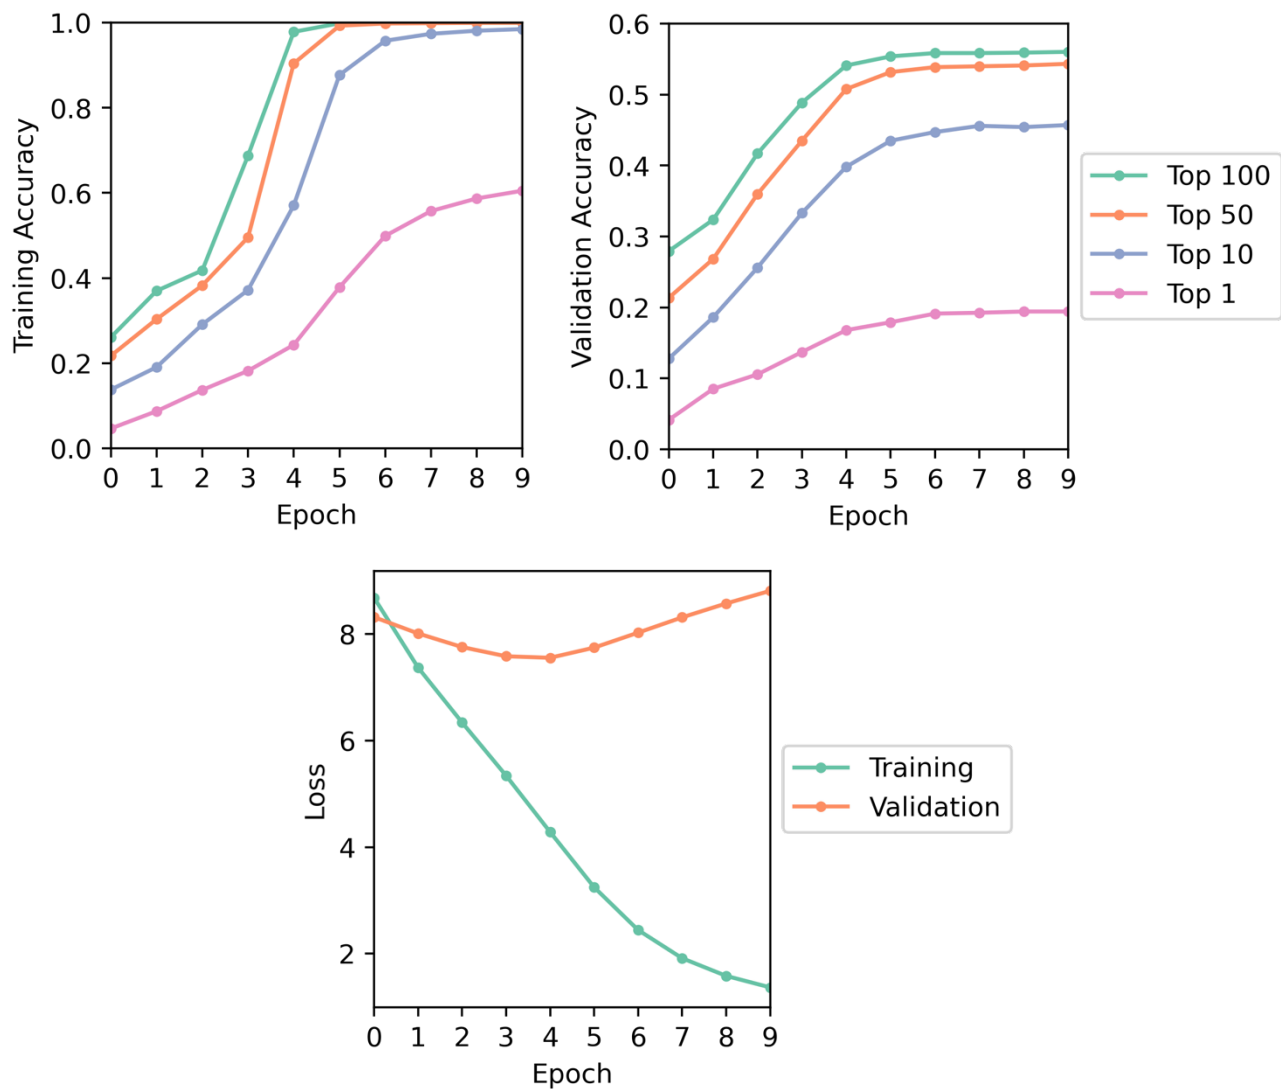 Training Accuracy
1.0
0.8
0.6
0.4
0.2
0.0
0 1 2 3 4 5 6 7 8 9
Epoch
Validation Accuracy
0.6
0.5
0.4
0.3
0.2
0.1
0.0
0 1 2 3 4 5 6 7 8 9
Epoch
Top 100
Top 50
Top 10
Top 1
Loss
8
6
4
2
0 1 2 3 4 5 6 7 8 9
Epoch
Training
Validation